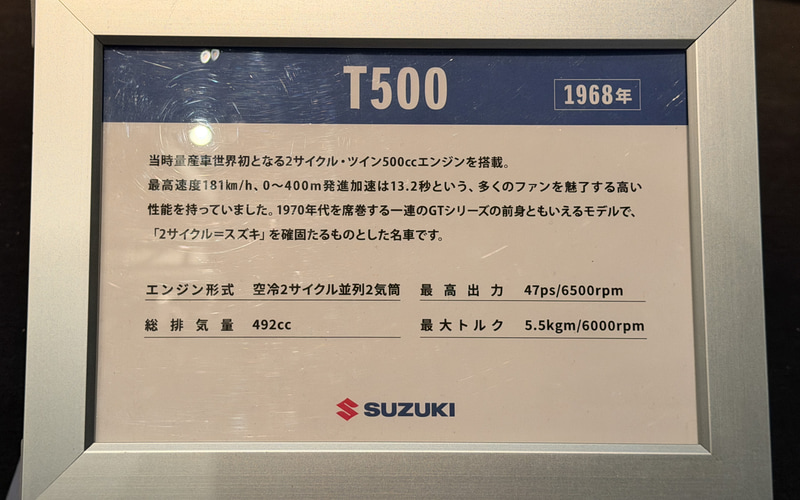 T500
1968年
当時量産車世界初となる2サイクル・ツイン500ccエンジンを搭載。
最高速度181km/h、0～400m発進加速は13.2秒という、多くのファンを魅了する高い
性能を持っていました。1970年代を席巻する一連のGTシリーズの前身ともいえるモデルで、
「2サイクル＝スズキ」を確固たるものとした名車です。
エンジン形式 空冷2サイクル並列2気筒 最高出力 47ps/6500rpm
総排気量 492cc 最大トルク 5.5kgm/6000rpm
SUZUKI